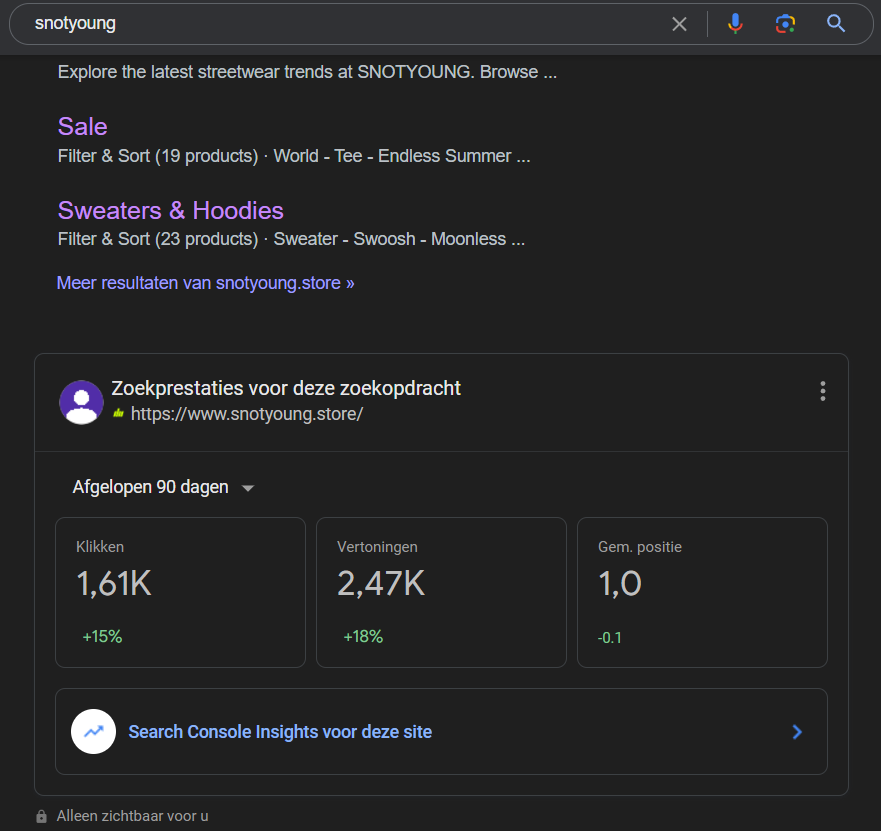 snotyoung
Explore the latest streetwear trends at SNOTYOUNG. Browse ...
Sale
Filter & Sort (19 products) · World - Tee - Endless Summer ...
Sweaters & Hoodies
Filter & Sort (23 products) · Sweater - Swoosh - Moonless ...
Meer resultaten van snotyoung.store »
Zoekprestaties voor deze zoekopdracht
https://www.snotyoung.store/
Afgelopen 90 dagen
Klikken
1,61K
+15%
Vertoningen
2,47K
+18%
Gem. positie
1,0
-0.1
Search Console Insights voor deze site
Alleen zichtbaar voor u